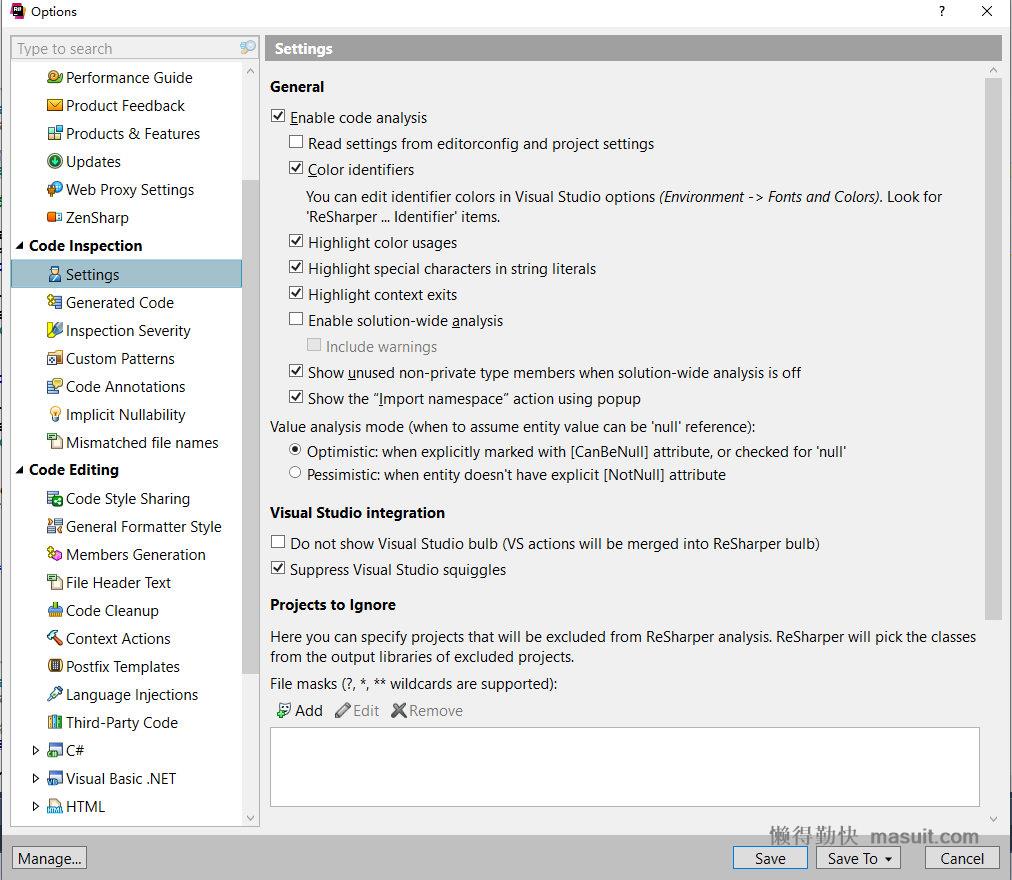 Options
?
Type to search
Performance Guide
Product Feedback
Products & Features
Updates
Web Proxy Settings
ZenSharp
Code Inspection
Settings
Generated Code
Inspection Severity
Custom Patterns
Code Annotations
Implicit Nullability
Mismatched file names
Code Editing
Code Style Sharing
General Formatter Style
Members Generation
File Header Text
Code Cleanup
Context Actions
Postfix Templates
Language Injections
Third-Party Code
C#
Visual Basic .NET
HTML
Settings
General
Enable code analysis
Read settings from editorconfig and project settings
Color identifiers
You can edit identifier colors in Visual Studio options (Environment -> Fonts and Colors). Look for
'ReSharper ... Identifier' items.
Highlight color usages
Highlight special characters in string literals
Highlight context exits
Enable solution-wide analysis
Include warnings
Show unused non-private type members when solution-wide analysis is off
Show the “Import namespace” action using popup
Value analysis mode (when to assume entity value can be 'null' reference):
Optimistic: when explicitly marked with [CanBeNull] attribute, or checked for 'null'
Pessimistic: when entity doesn't have explicit [NotNull] attribute
Visual Studio integration
Do not show Visual Studio bulb (VS actions will be merged into ReSharper bulb)
Suppress Visual Studio squiggles
Projects to Ignore
Here you can specify projects that will be excluded from ReSharper analysis. ReSharper will pick the classes
from the output libraries of excluded projects.
File masks (?, *, ** wildcards are supported):
Add Edit Remove
懒得勤快 masuit.com
Manage... Save Save To Cancel